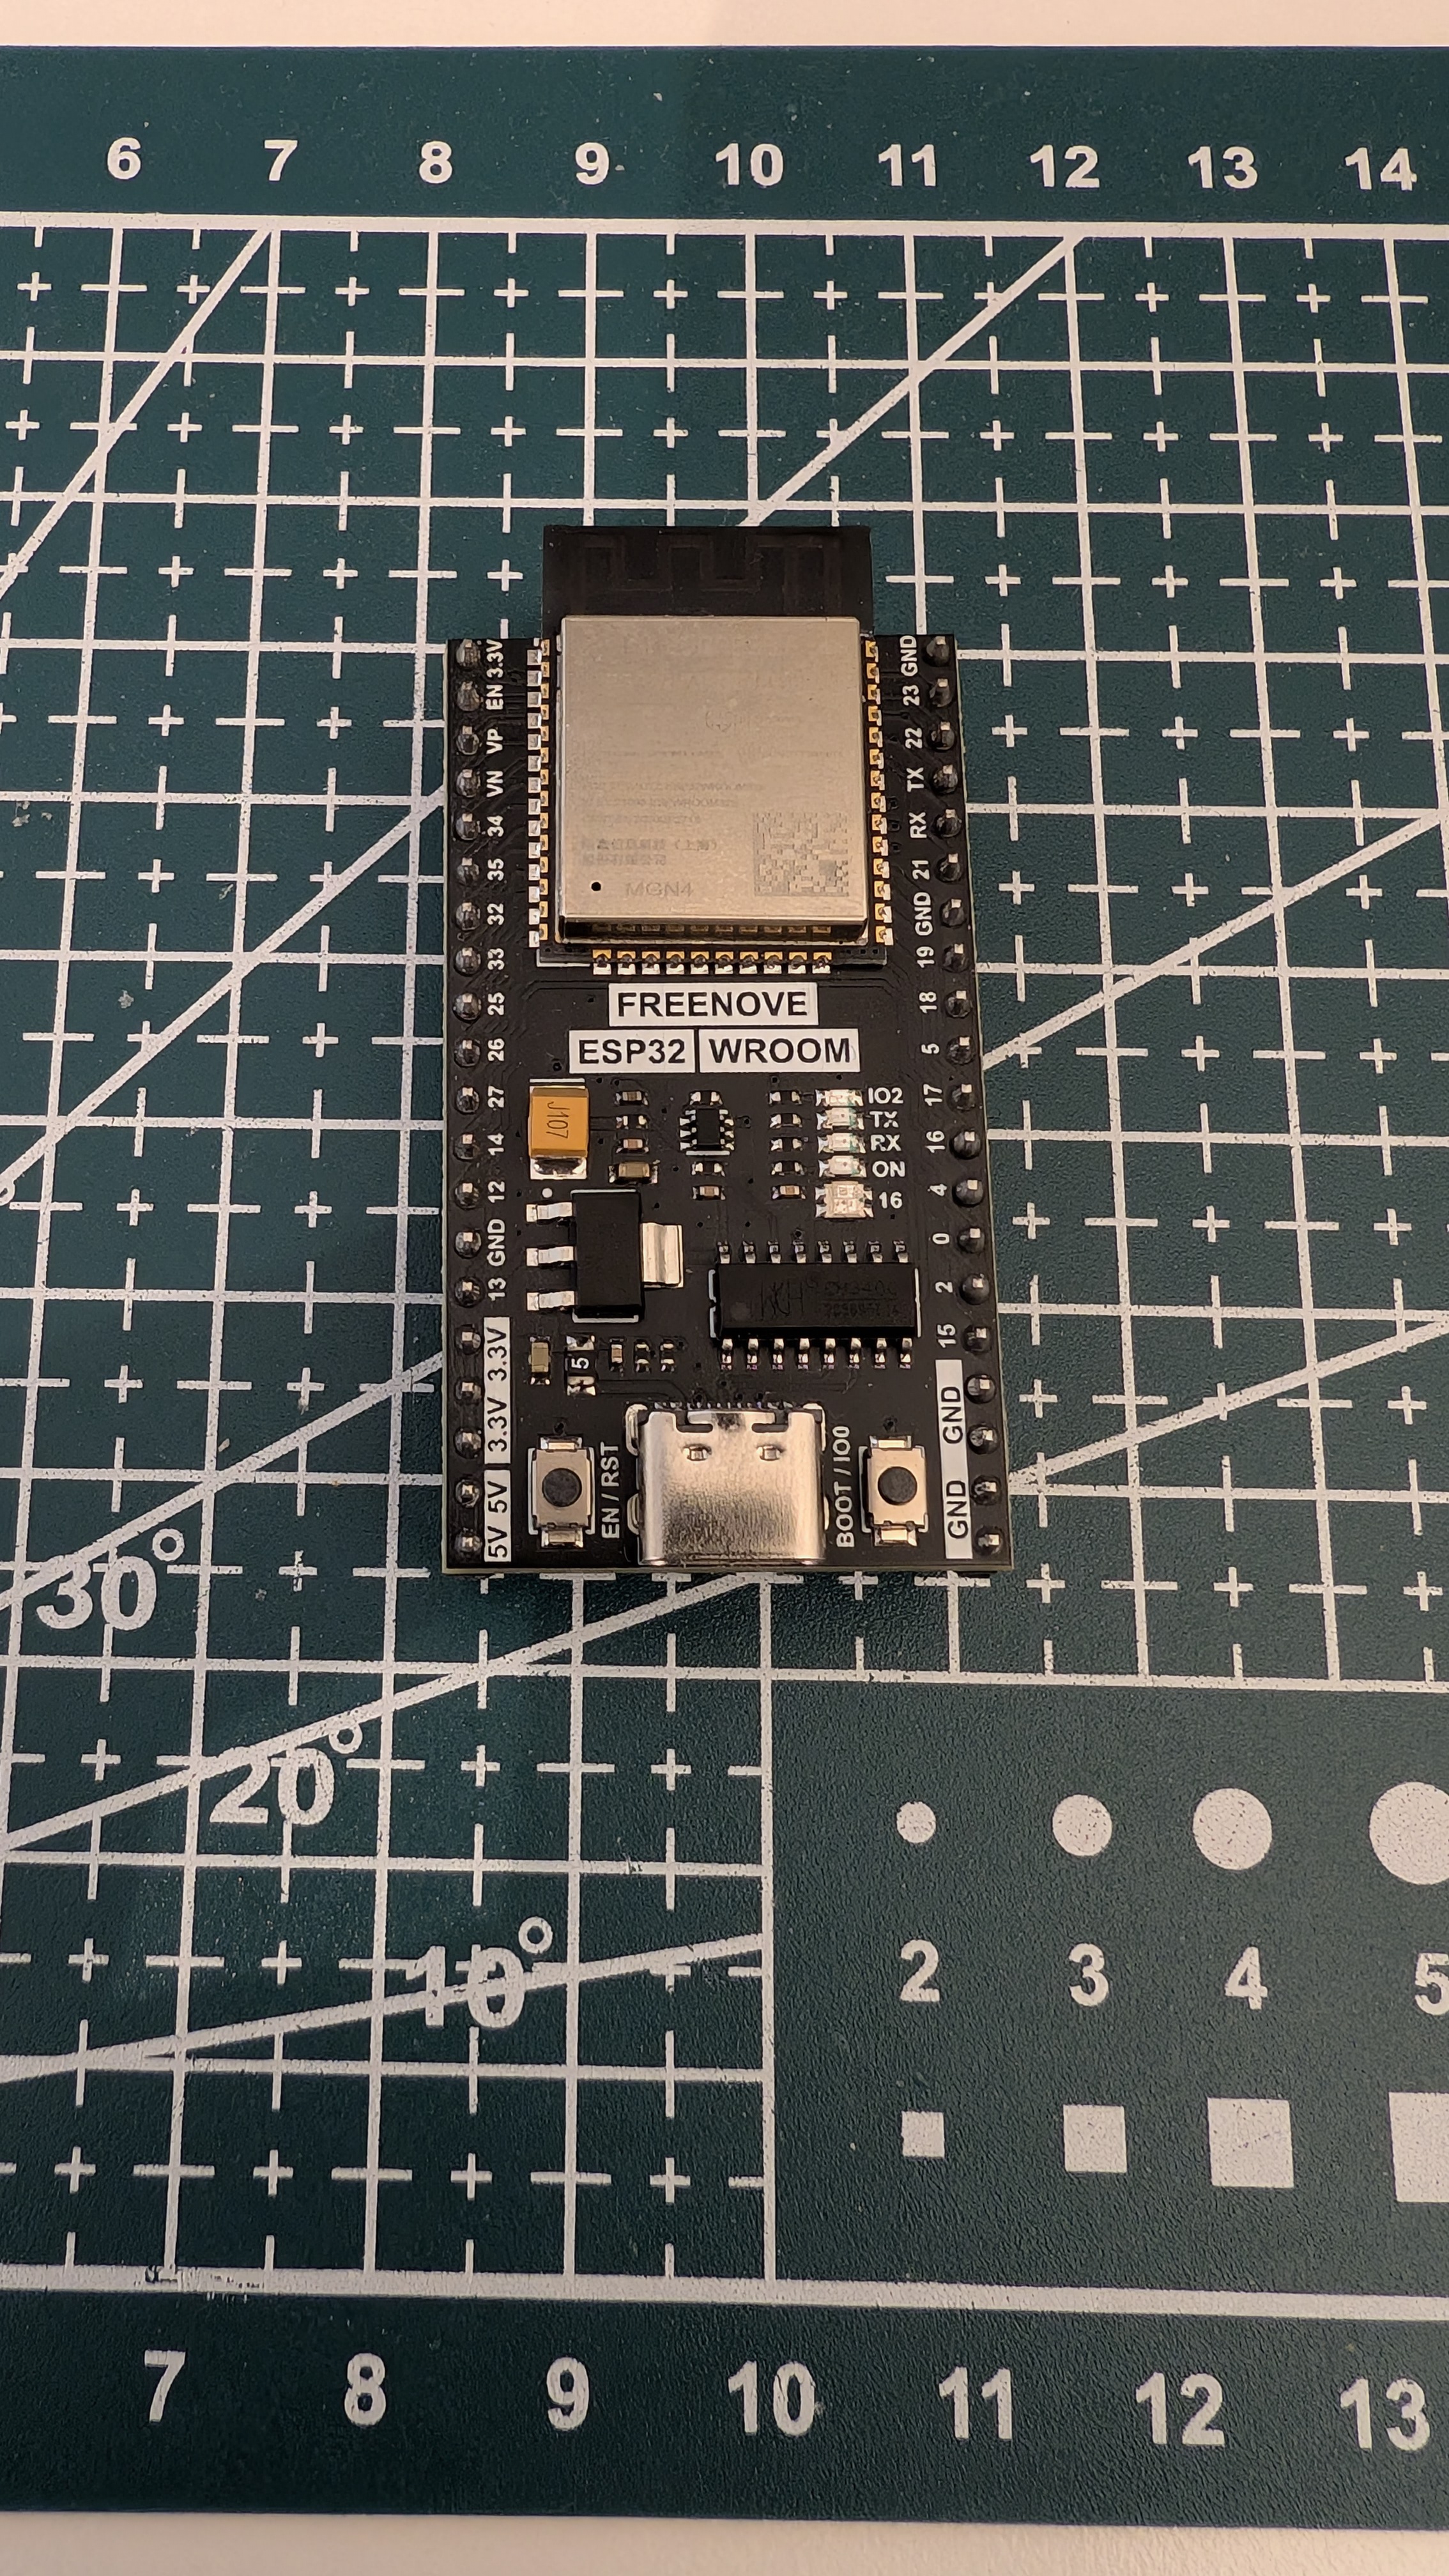 6 7 8 9 10 11 12 13 14
3.3V
EN
VP
VN
34
35
32
33
25
26
27
14
12
GND
13
3.3V
3.3V
5V
5V
GND
23
22
TX
RX
21
GND
19
18
5
17
16
4
0
2
15
GND
GND
MGN4
FREENOVE
ESP32 WROOM
J107
IO2
TX
RX
ON
16
5
EN / RST
BOOT / IO0
30°
20°
10°
2 3 4 5
7 8 9 10 11 12 13